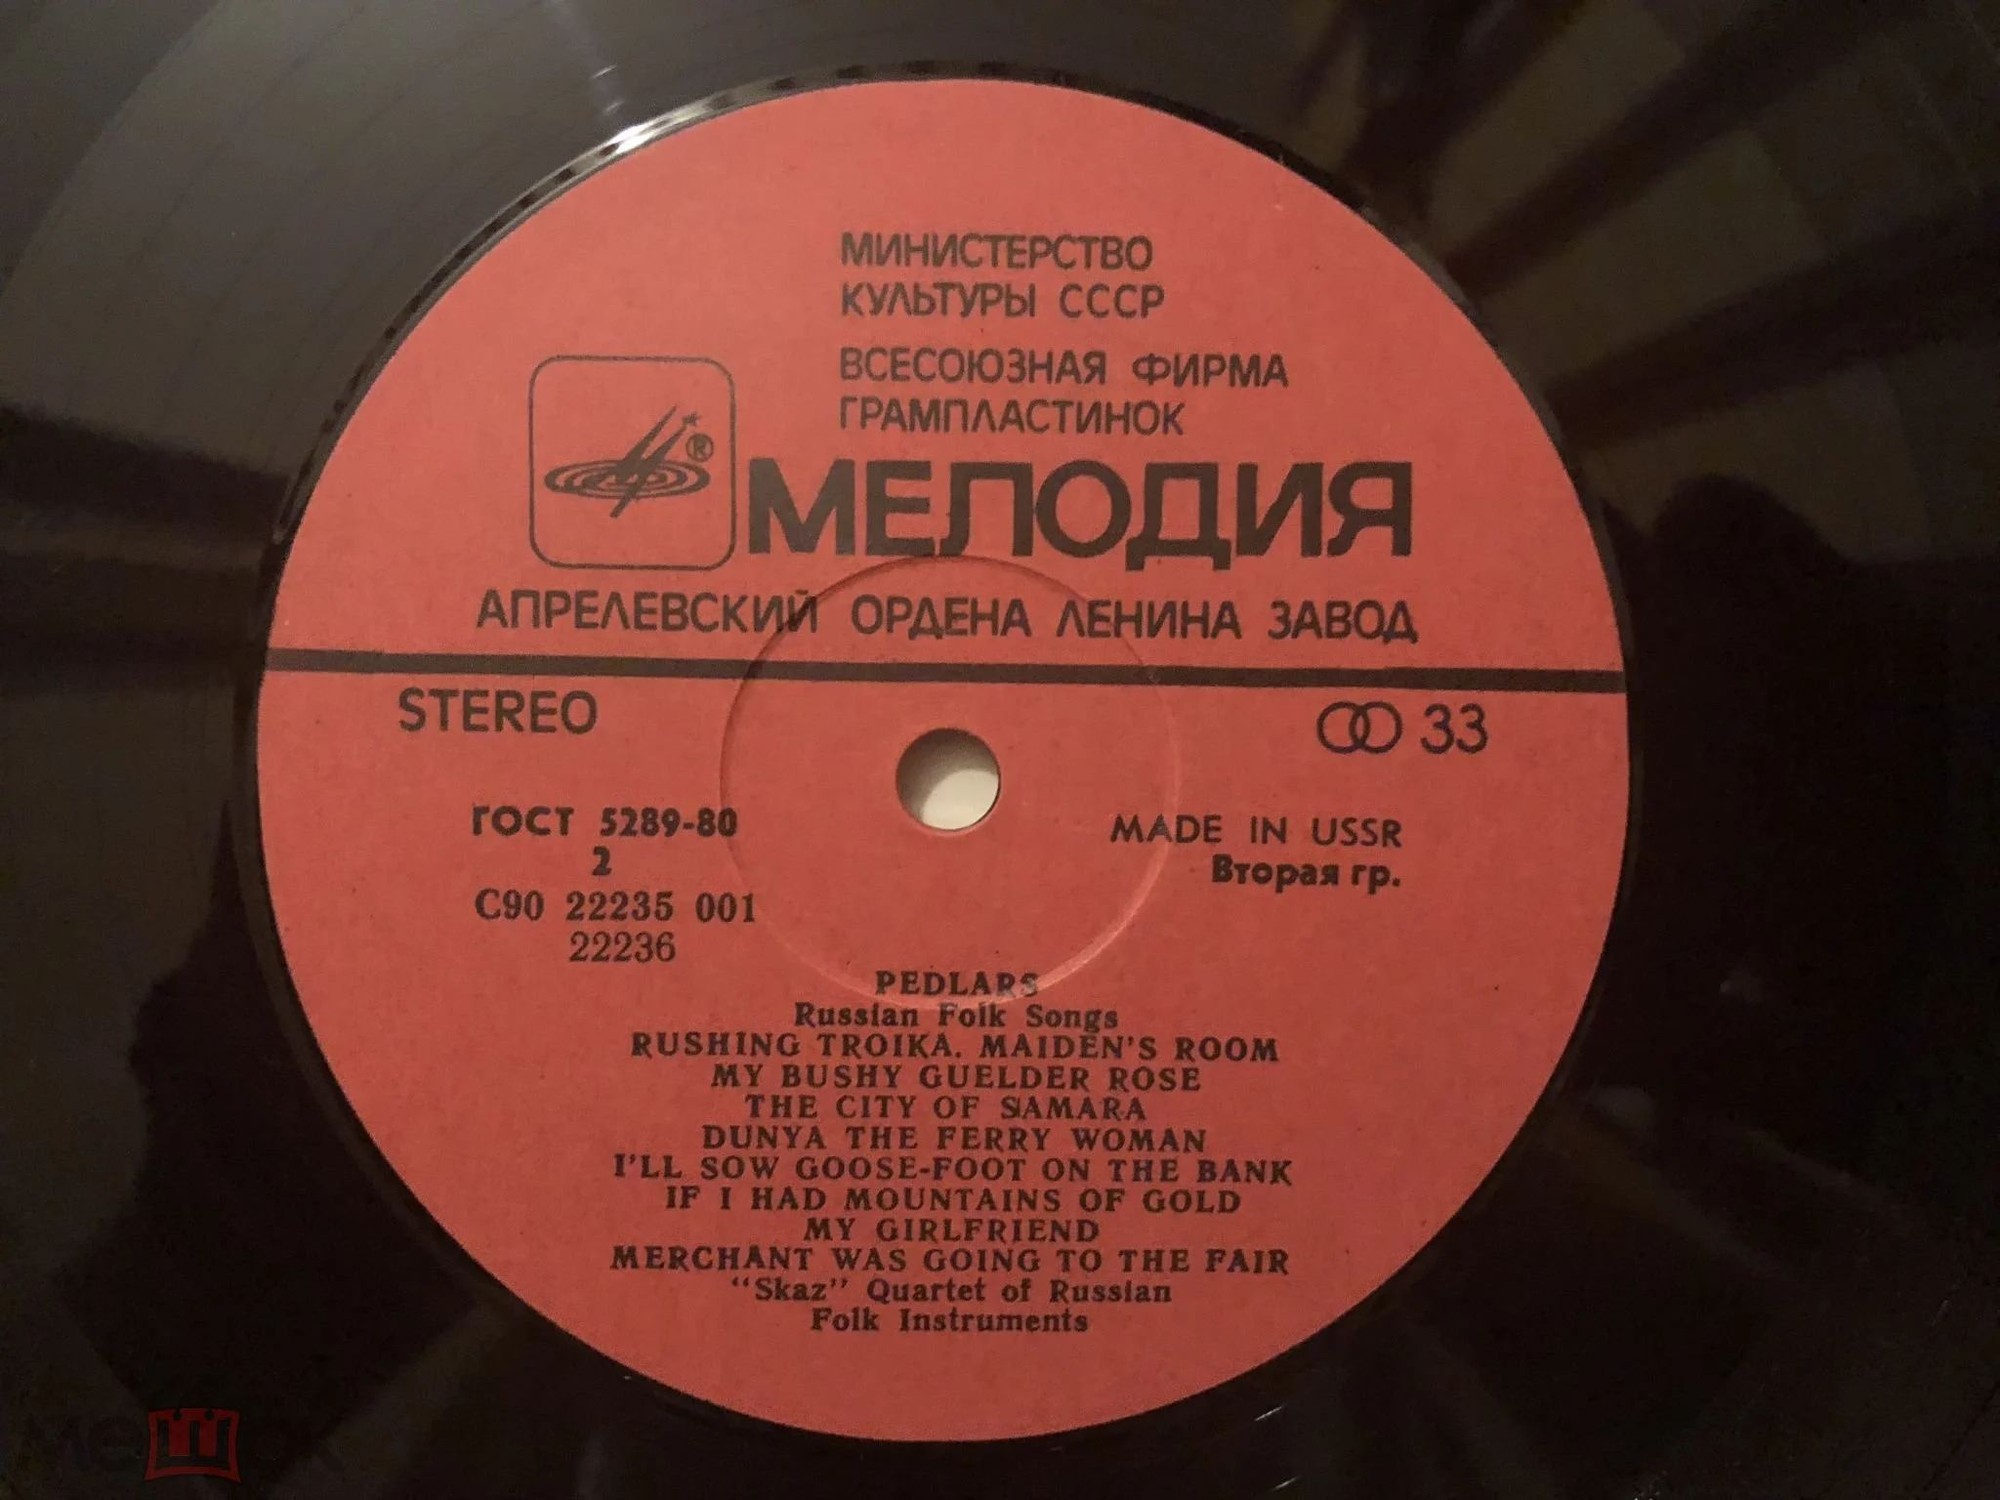 МИНИСТЕРСТВО
КУЛЬТУРЫ СССР
ВСЕСОЮЗНАЯ ФИРМА
ГРАМПЛАСТИНОК
®
МЕЛОДИЯ
АПРЕЛЕВСКИЙ ОРДЕНА ЛЕНИНА ЗАВОД
STEREO
33
ГОСТ 5289-80
2
С90 22235 001
22236
MADE IN USSR
Вторая гр.
PEDLARS
Russian Folk Songs
RUSHING TROIKA. MAIDEN'S ROOM
MY BUSHY GUELDER ROSE
THE CITY OF SAMARA
DUNYA THE FERRY WOMAN
I'LL SOW GOOSE-FOOT ON THE BANK
IF I HAD MOUNTAINS OF GOLD
MY GIRLFRIEND
MERCHANT WAS GOING TO THE FAIR
"Skaz" Quartet of Russian
Folk Instruments
мешок